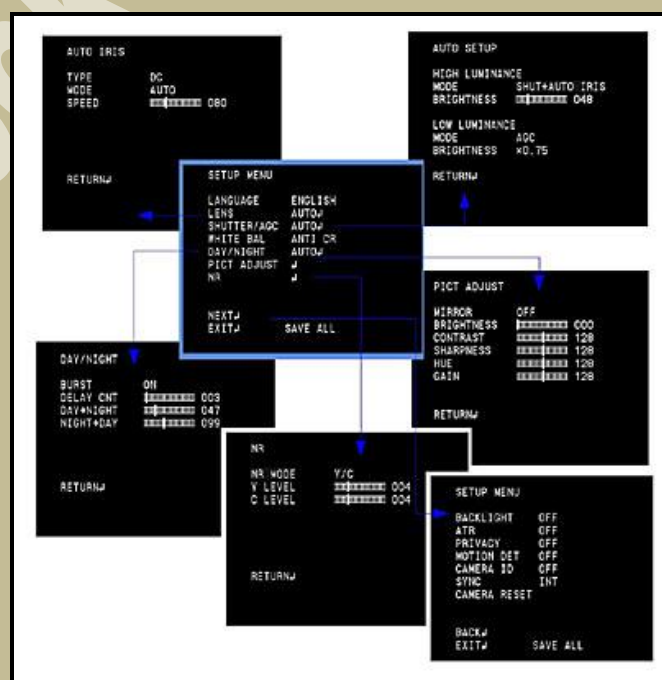 AUTO IRIS
TYPE DC
MODE AUTO
SPEED 080
RETURN↲
AUTO SETUP
HIGH LUMINANCE
MODE SHUT+AUTO IRIS
BRIGHTNESS 048
LOW LUMINANCE
MODE AGC
BRIGHTNESS ×0.75
RETURN↲
SETUP MENU
LANGUAGE ENGLISH
LENS AUTO↲
SHUTTER/AGC AUTO↲
WHITE BAL ANTI CR
DAY/NIGHT AUTO↲
PICT ADJUST ↲
NR ↲
NEXT↲
EXIT↲ SAVE ALL
PICT ADJUST
MIRROR OFF
BRIGHTNESS 000
CONTRAST 128
SHARPNESS 128
HUE 128
GAIN 128
RETURN↲
DAY/NIGHT
BURST ON
DELAY CNT 003
DAY→NIGHT 047
NIGHT→DAY 099
RETURN↲
NR
NR MODE Y/C
Y LEVEL 004
C LEVEL 004
RETURN↲
SETUP MENU
BACKLIGHT OFF
ATR OFF
PRIVACY OFF
MOTION DET OFF
CAMERA ID OFF
SYNC INT
CAMERA RESET
BACK↲
EXIT↲ SAVE ALL